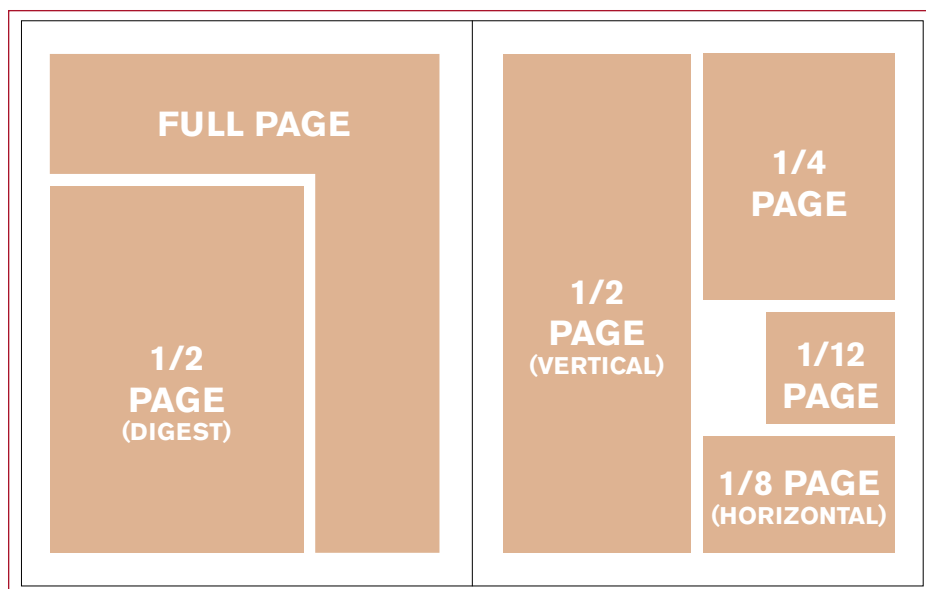 FULL PAGE
1/2
PAGE
(DIGEST)
1/2
PAGE
(VERTICAL)
1/4
PAGE
1/12
PAGE
1/8 PAGE
(HORIZONTAL)